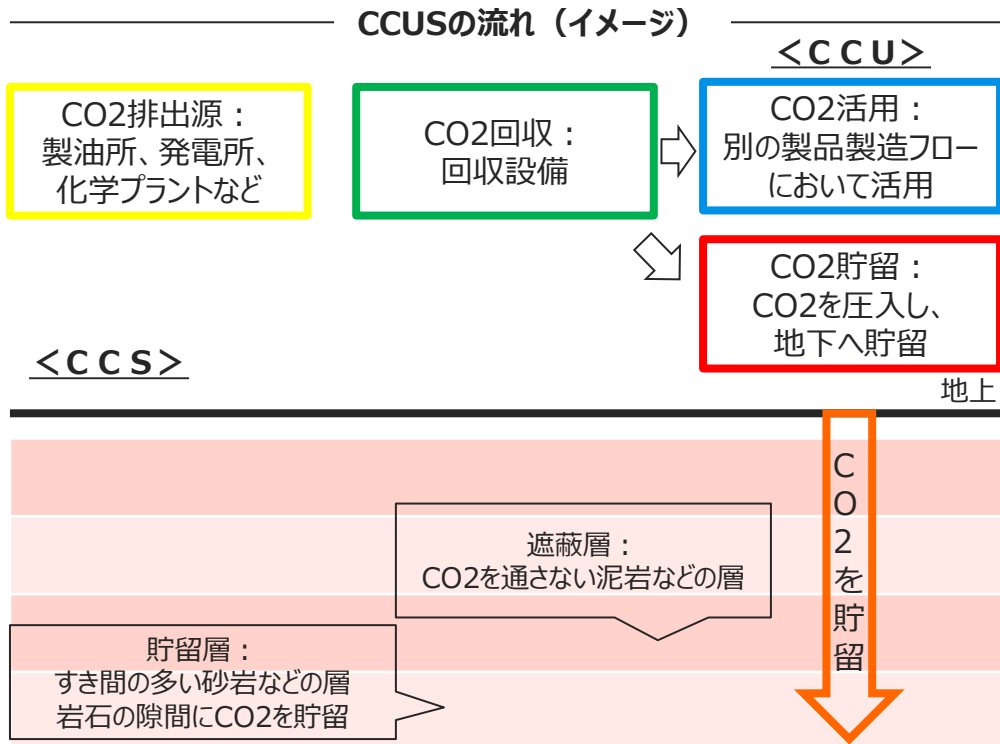 CCUSの流れ（イメージ）
＜ＣＣＵ＞
CO2排出源：
製油所、発電所、
化学プラントなど
CO2回収：
回収設備
CO2活用：
別の製品製造フロー
において活用
CO2貯留：
CO2を圧入し、
地下へ貯留
＜ＣＣＳ＞
地上
CO2を貯留
遮蔽層：
CO2を通さない泥岩などの層
貯留層：
すき間の多い砂岩などの層
岩石の隙間にCO2を貯留